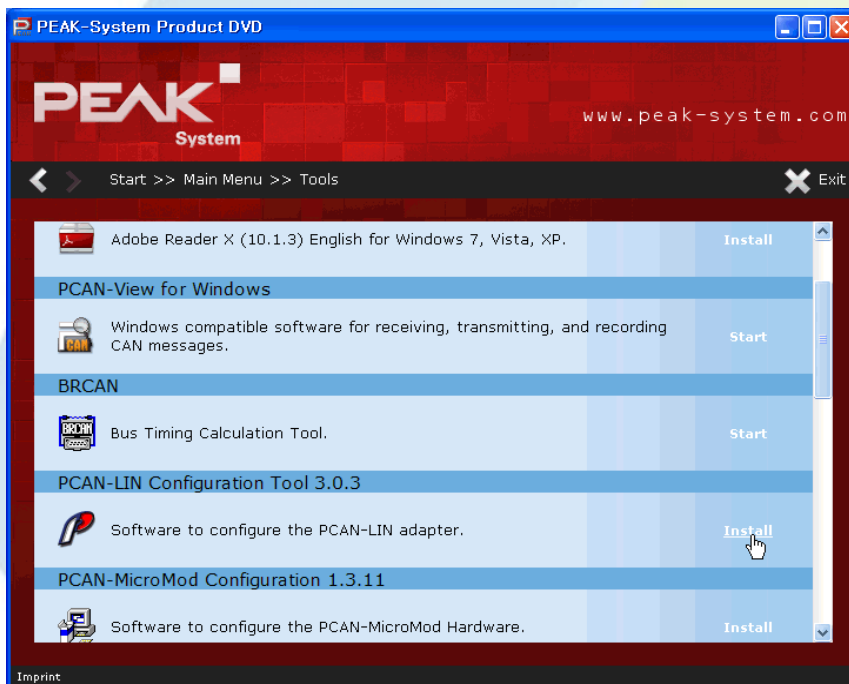 PEAK-System Product DVD
PEAK
System
www.peak-system.com
Start >> Main Menu >> Tools
Exit
Adobe Reader X (10.1.3) English for Windows 7, Vista, XP.
Install
PCAN-View for Windows
Windows compatible software for receiving, transmitting, and recording
CAN messages.
Start
CAN
BRCAN
Bus Timing Calculation Tool.
Start
BRCAN
PCAN-LIN Configuration Tool 3.0.3
Software to configure the PCAN-LIN adapter.
Install
PCAN-MicroMod Configuration 1.3.11
Software to configure the PCAN-MicroMod Hardware.
Install
Imprint